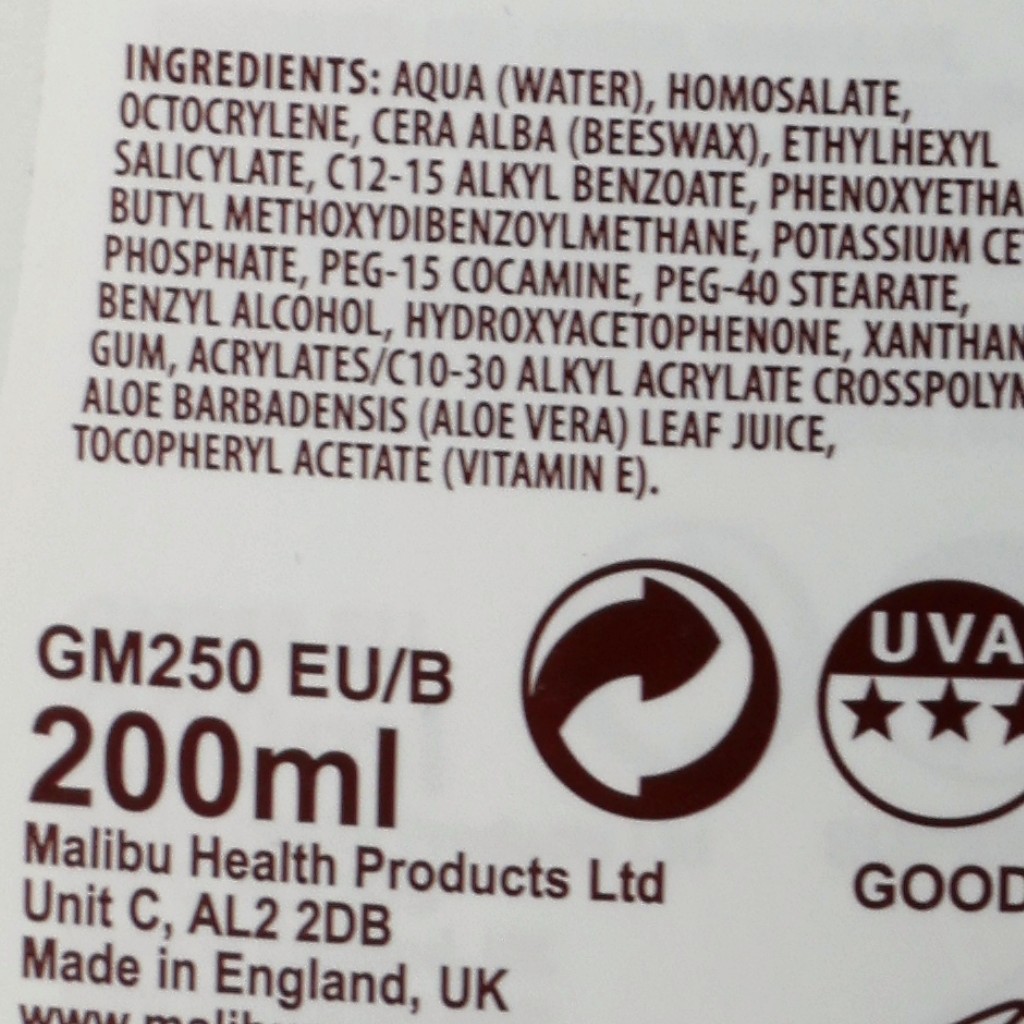 INGREDIENTS: AQUA (WATER), HOMOSALATE,
OCTOCRYLENE, CERA ALBA (BEESWAX), ETHYLHEXYL
SALICYLATE, C12-15 ALKYL BENZOATE, PHENOXYETHA
BUTYL METHOXYDIBENZOYLMETHANE, POTASSIUM CE
PHOSPHATE, PEG-15 COCAMINE, PEG-40 STEARATE,
BENZYL ALCOHOL, HYDROXYACETOPHENONE, XANTHAN
GUM, ACRYLATES/C10-30 ALKYL ACRYLATE CROSSPOLYM
ALOE BARBADENSIS (ALOE VERA) LEAF JUICE,
TOCOPHERYL ACETATE (VITAMIN E).
GM250 EU/B
200ml
Malibu Health Products Ltd
Unit C, AL2 2DB
Made in England, UK
UVA
GOOD